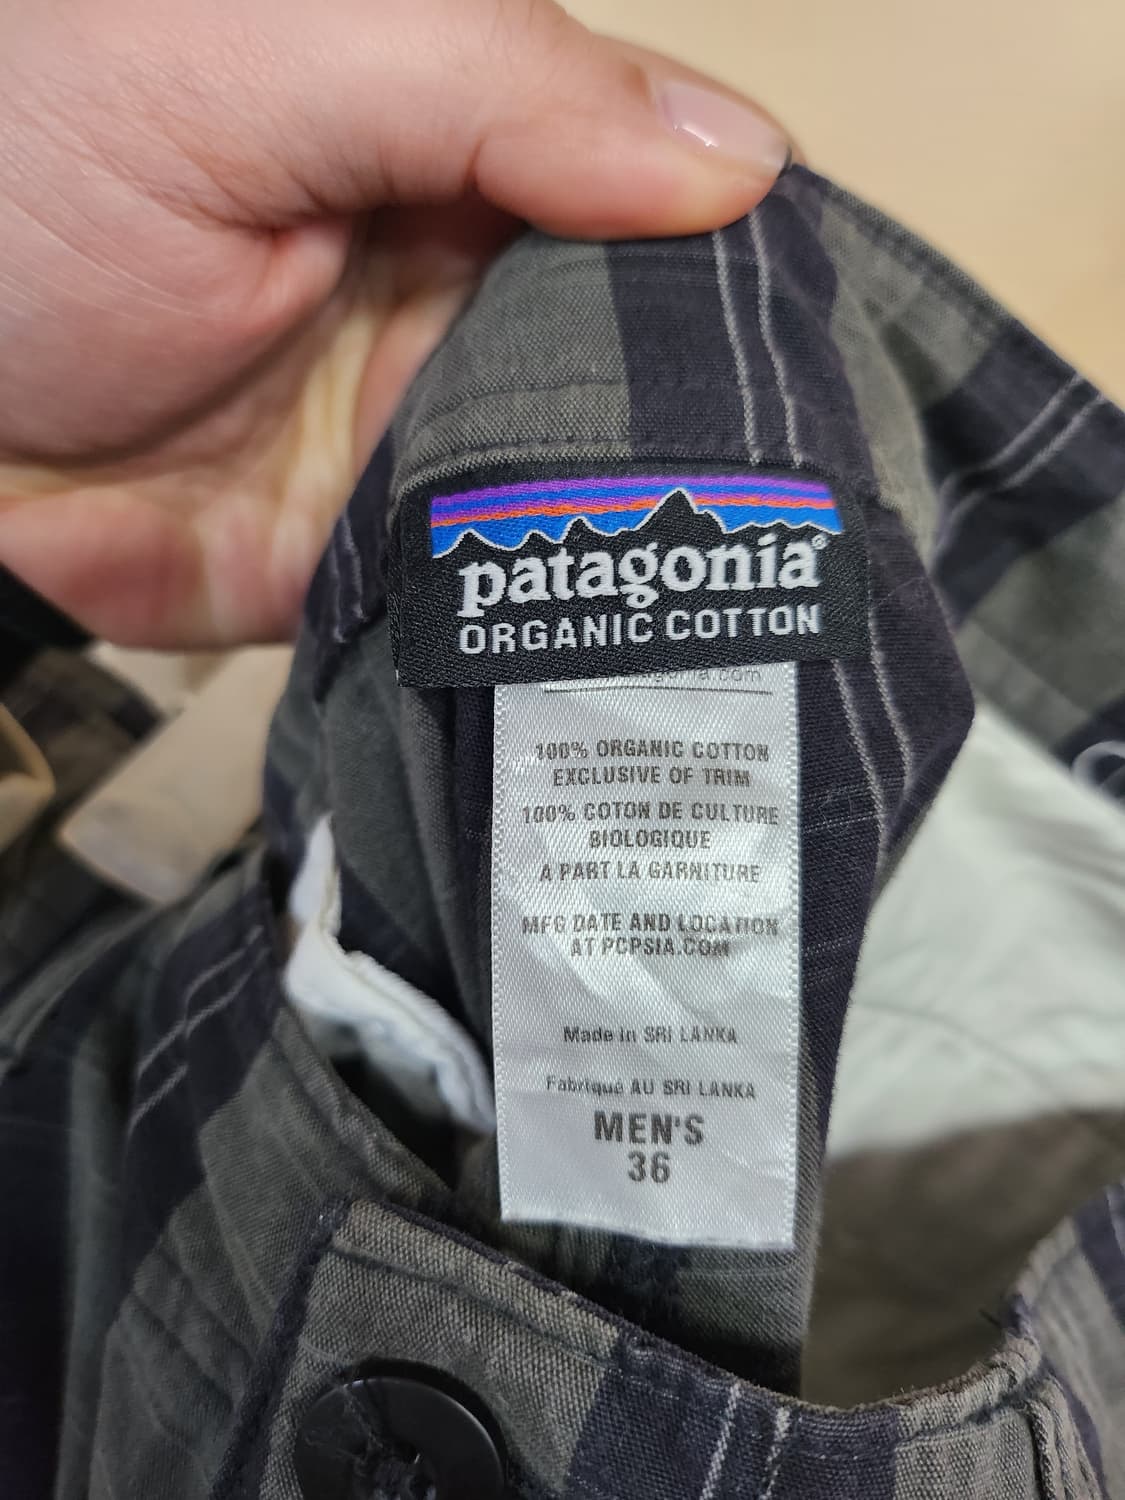 patagonia®
ORGANIC COTTON
100% ORGANIC COTTON
EXCLUSIVE OF TRIM
100% COTON DE CULTURE
BIOLOGIQUE
A PART LA GARNITURE
MFG DATE AND LOCATION
AT PCPSIA.COM
Made in SRI LANKA
Fabriqué AU SRI LANKA
MEN'S
36